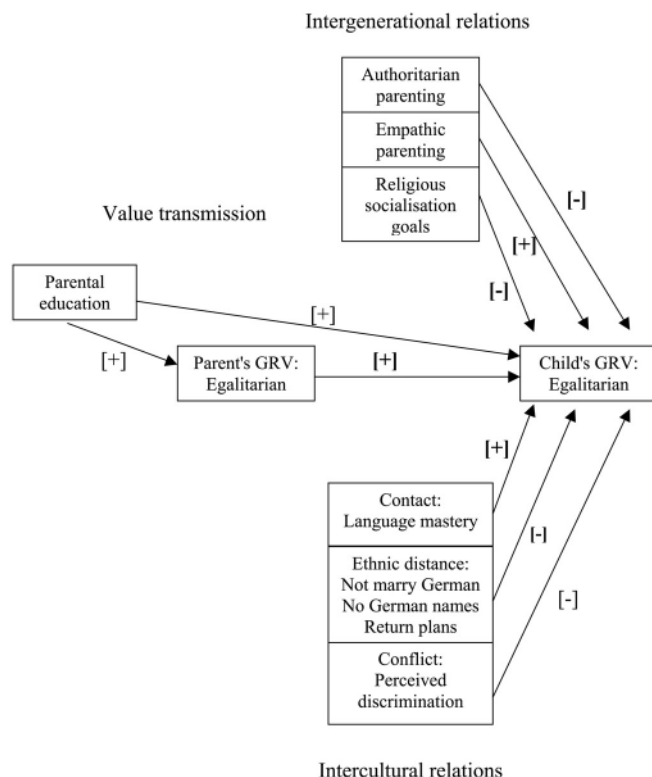 Intergenerational relations
Authoritarian
parenting
Empathic
parenting
Religious
socialisation
goals
[-]
[+]
[-]
Value transmission
Parental
education
[+]
[+]
Parent's GRV:
Egalitarian
[+]
Child's GRV:
Egalitarian
[+]
[-]
[-]
Contact:
Language mastery
Ethnic distance:
Not marry German
No German names
Return plans
Conflict:
Perceived
discrimination
Intercultural relations